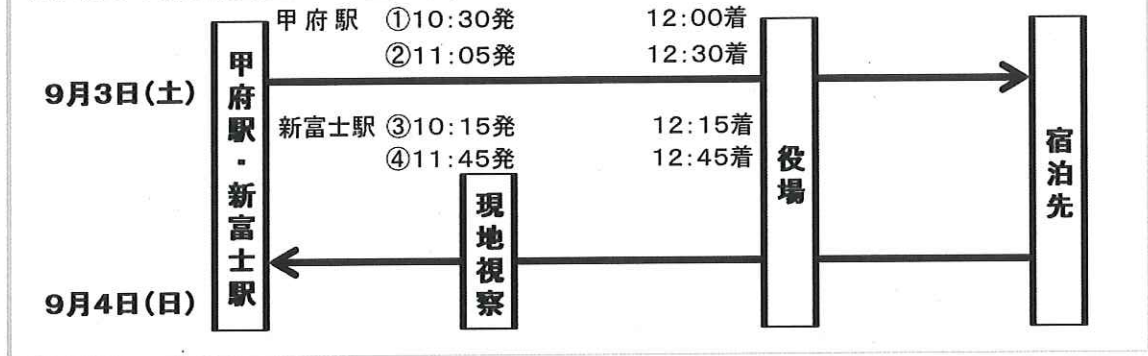 甲府駅 ①10:30発 12:00着
②11:05発 12:30着
9月3日(土)
新富士駅 ③10:15発 12:15着
④11:45発 12:45着
甲府駅・新富士駅
現地視察
役場
宿泊先
9月4日(日)